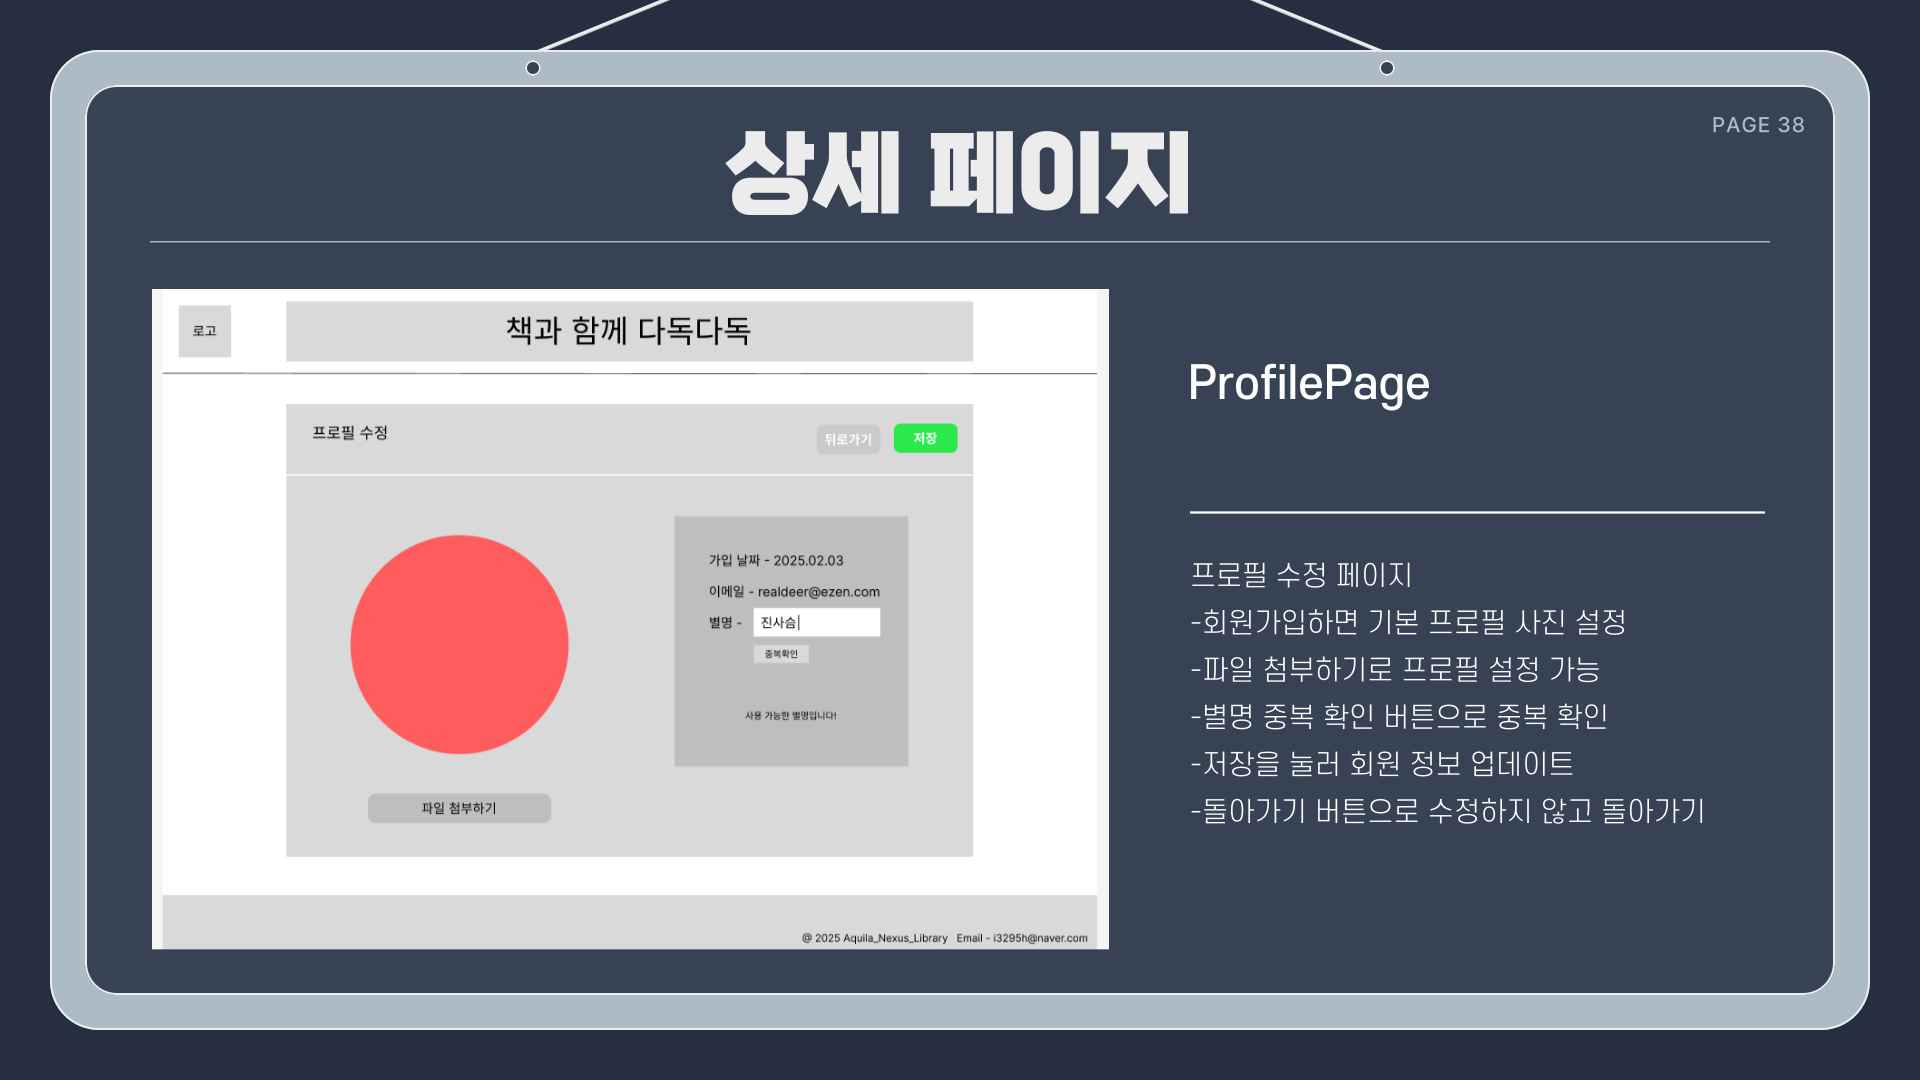 PAGE 38
상세 페이지
로고
책과 함께 다독다독
프로필 수정
뒤로가기
저장
가입 날짜 - 2025.02.03
이메일 - realdeer@ezen.com
별명 - 진사슴
중복확인
사용 가능한 별명입니다!
파일 첨부하기
@ 2025 Aquila_Nexus_Library Email - i3295h@naver.com
ProfilePage
프로필 수정 페이지
-회원가입하면 기본 프로필 사진 설정
-파일 첨부하기로 프로필 설정 가능
-별명 중복 확인 버튼으로 중복 확인
-저장을 눌러 회원 정보 업데이트
-돌아가기 버튼으로 수정하지 않고 돌아가기